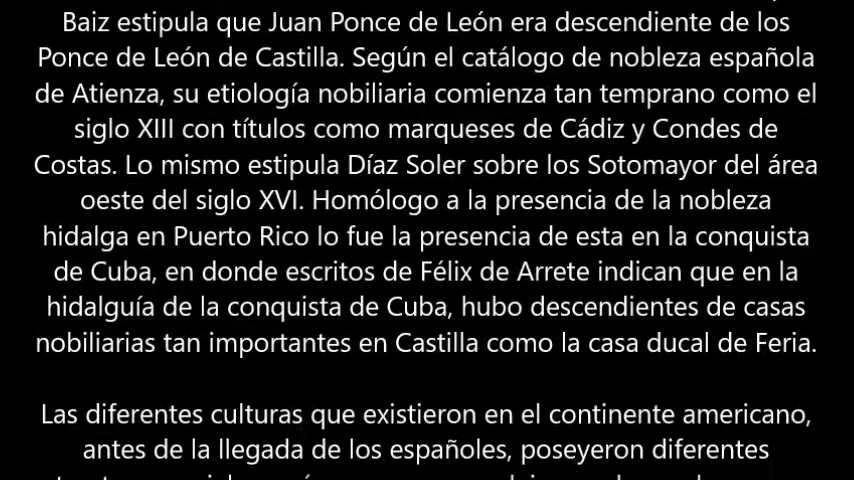 Baiz estipula que Juan Ponce de León era descendiente de los
Ponce de León de Castilla. Según el catálogo de nobleza española
de Atienza, su etiología nobiliaria comienza tan temprano como el
siglo XIII con títulos como marqueses de Cádiz y Condes de
Costas. Lo mismo estipula Díaz Soler sobre los Sotomayor del área
oeste del siglo XVI. Homólogo a la presencia de la nobleza
hidalga en Puerto Rico lo fue la presencia de esta en la conquista
de Cuba, en donde escritos de Félix de Arrete indican que en la
hidalguía de la conquista de Cuba, hubo descendientes de casas
nobiliarias tan importantes en Castilla como la casa ducal de Feria.
Las diferentes culturas que existieron en el continente americano,
antes de la llegada de los españoles, poseyeron diferentes